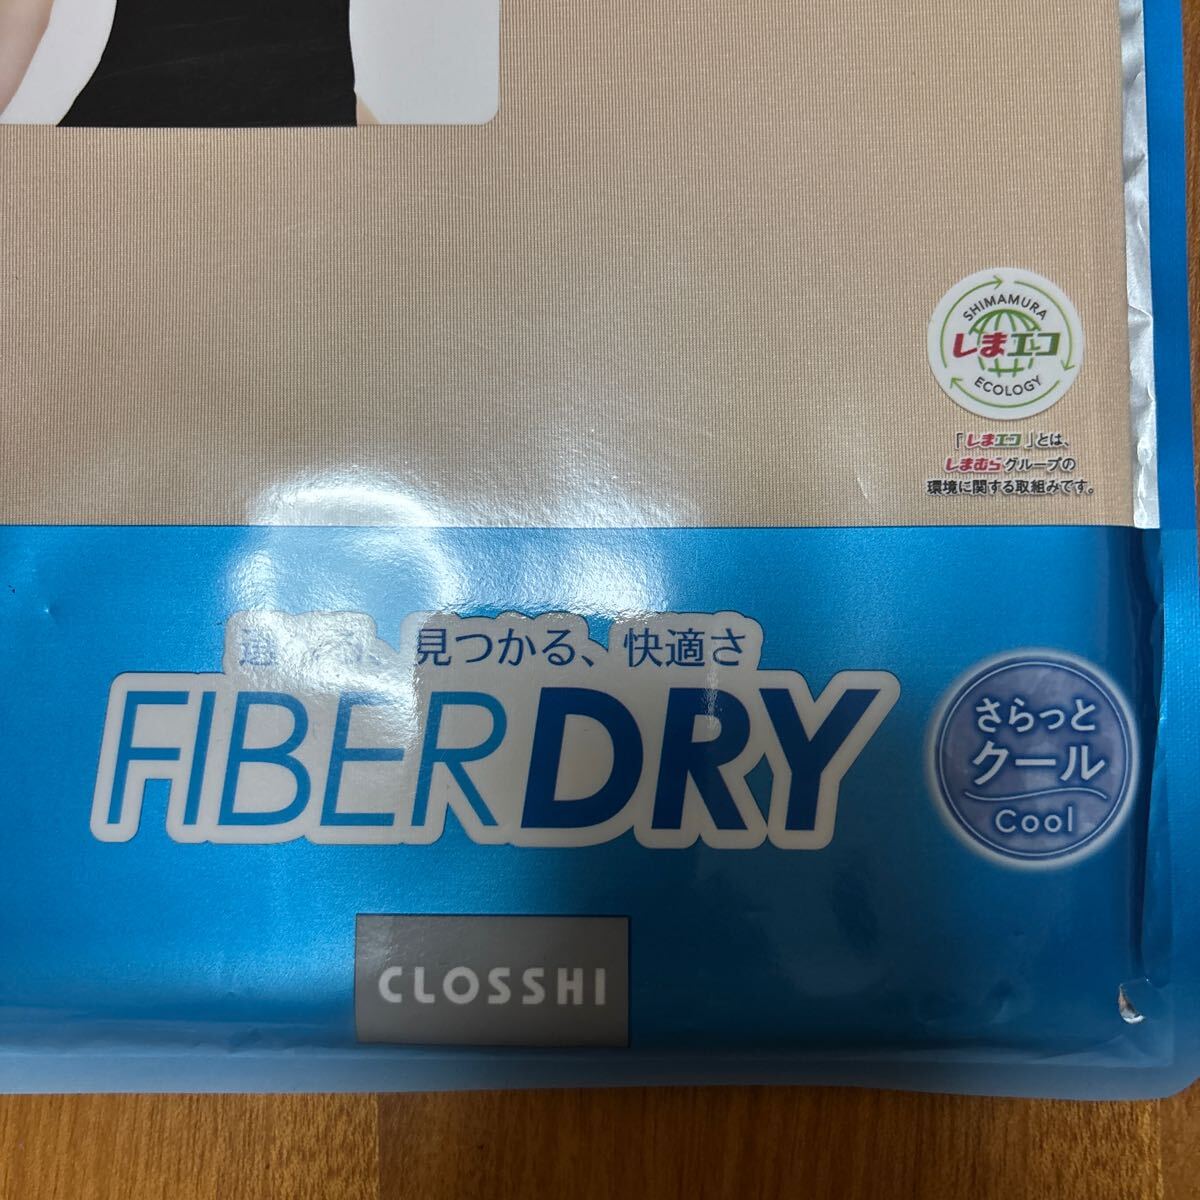 SHIMAMURA
しまエコ
ECOLOGY
「しまエコ」とは、
しまむらグループの
環境に関する取組みです。
見つかる、快適さ
FIBERDRY
さらっと
クール
Cool
CLOSSHI